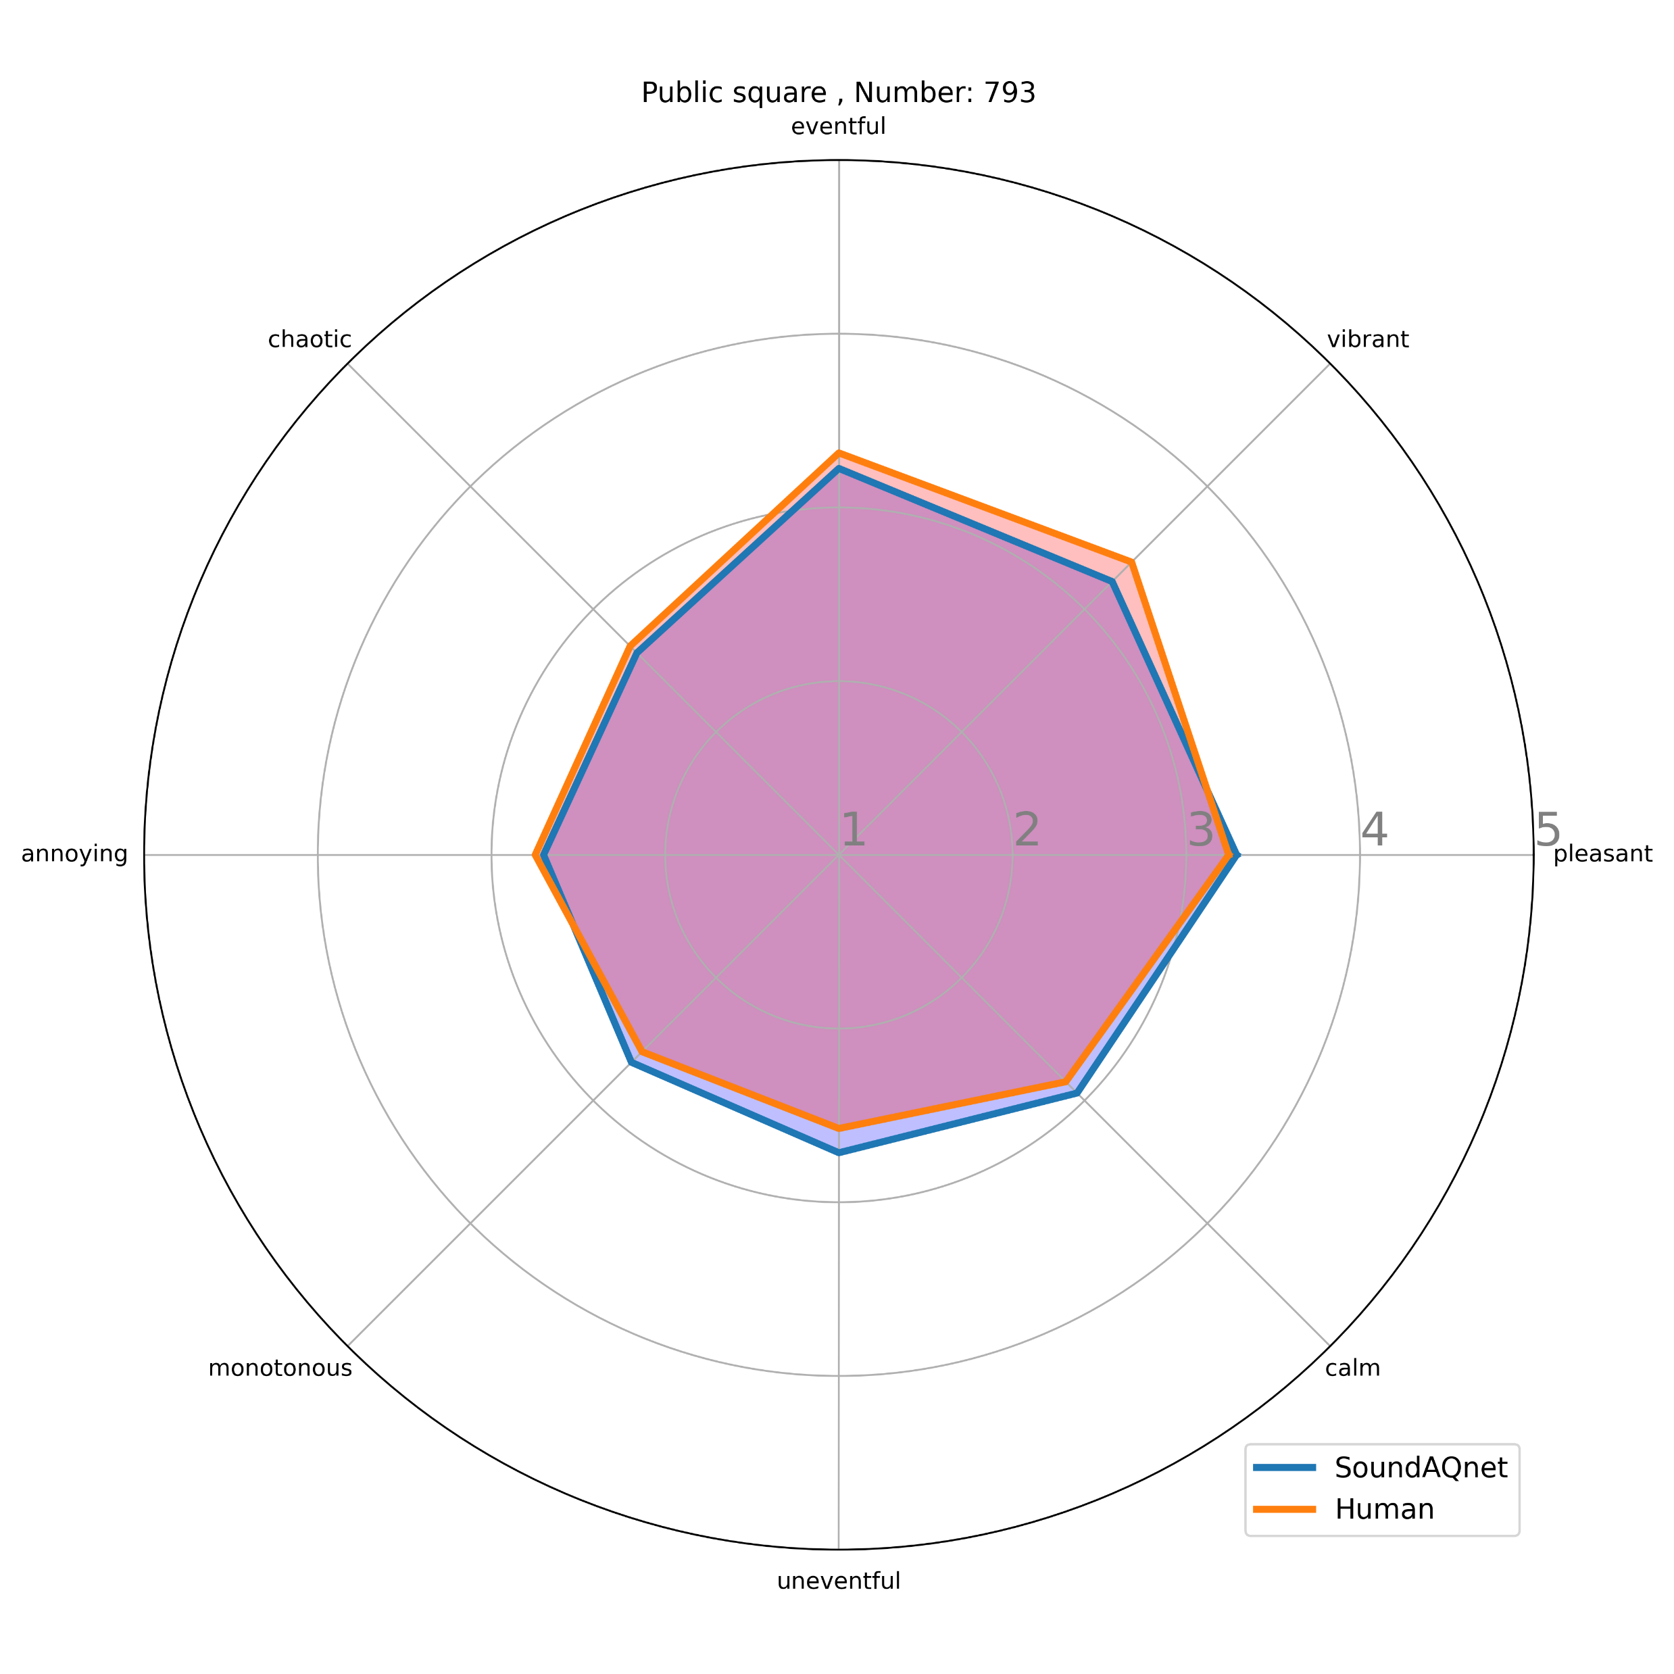 Public square , Number: 793
eventful
chaotic
vibrant
1 2 3 4 5
annoying
pleasant
monotonous
calm
SoundAQnet
Human
uneventful